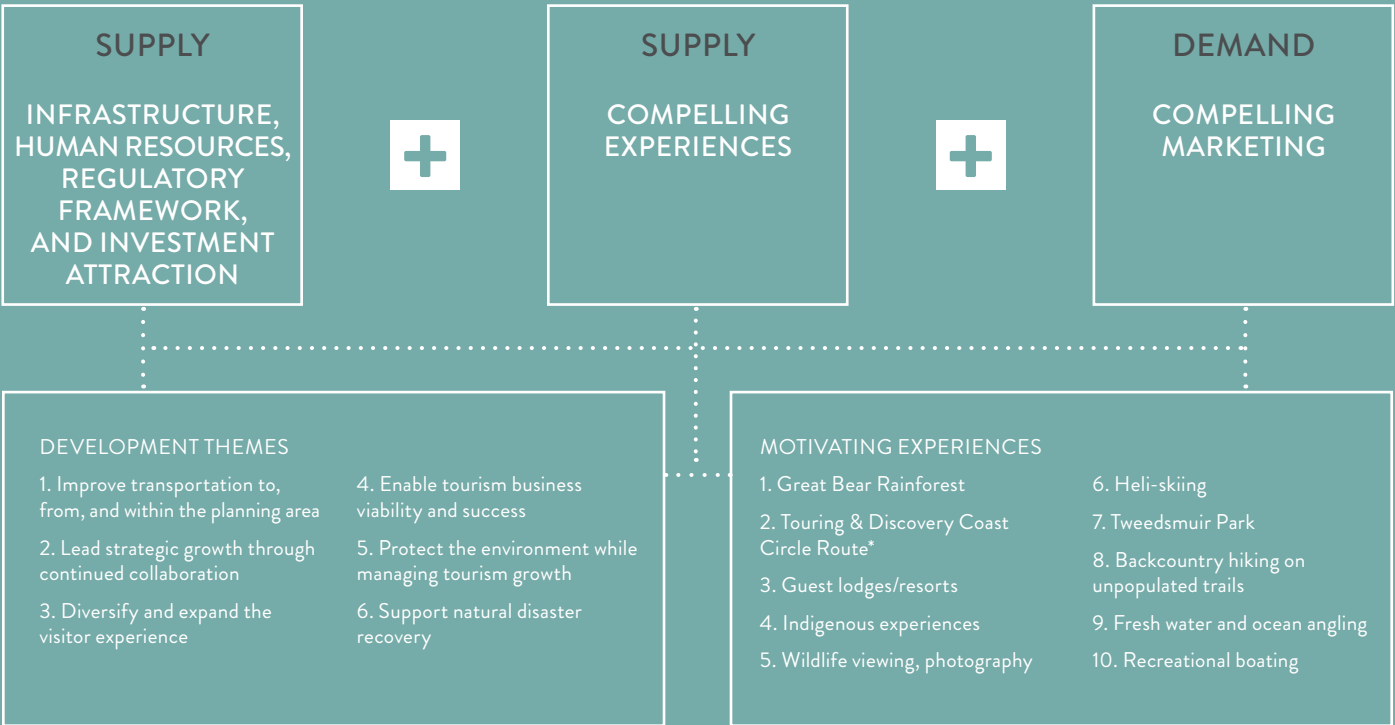 SUPPLY
INFRASTRUCTURE,
HUMAN RESOURCES,
REGULATORY
FRAMEWORK,
AND INVESTMENT
ATTRACTION
SUPPLY
COMPELLING
EXPERIENCES
DEMAND
COMPELLING
MARKETING
DEVELOPMENT THEMES
1. Improve transportation to,
from, and within the planning area
2. Lead strategic growth through
continued collaboration
3. Diversify and expand the
visitor experience
4. Enable tourism business
viability and success
5. Protect the environment while
managing tourism growth
6. Support natural disaster
recovery
MOTIVATING EXPERIENCES
1. Great Bear Rainforest
2. Touring & Discovery Coast
Circle Route*
3. Guest lodges/resorts
4. Indigenous experiences
5. Wildlife viewing, photography
6. Heli-skiing
7. Tweedsmuir Park
8. Backcountry hiking on
unpopulated trails
9. Fresh water and ocean angling
10. Recreational boating